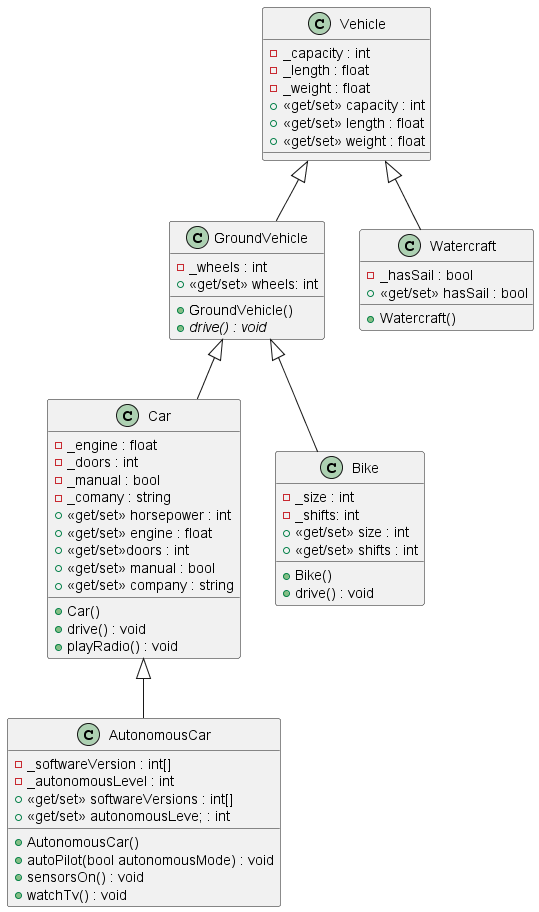 C Vehicle
_capacity : int
_length : float
_weight : float
«get/set» capacity : int
«get/set» length : float
«get/set» weight : float
C GroundVehicle
_wheels : int
«get/set» wheels: int
GroundVehicle()
drive() : void
C Watercraft
_hasSail : bool
«get/set» hasSail : bool
Watercraft()
C Car
_engine : float
_doors : int
_manual : bool
_comany : string
«get/set» horsepower : int
«get/set» engine : float
«get/set»doors : int
«get/set» manual : bool
«get/set» company : string
Car()
drive() : void
playRadio() : void
C Bike
_size : int
_shifts: int
«get/set» size : int
«get/set» shifts : int
Bike()
drive() : void
C AutonomousCar
_softwareVersion : int[]
_autonomousLevel : int
«get/set» softwareVersions : int[]
«get/set» autonomousLeve; : int
AutonomousCar()
autoPilot(bool autonomousMode) : void
sensorsOn() : void
watchTv() : void